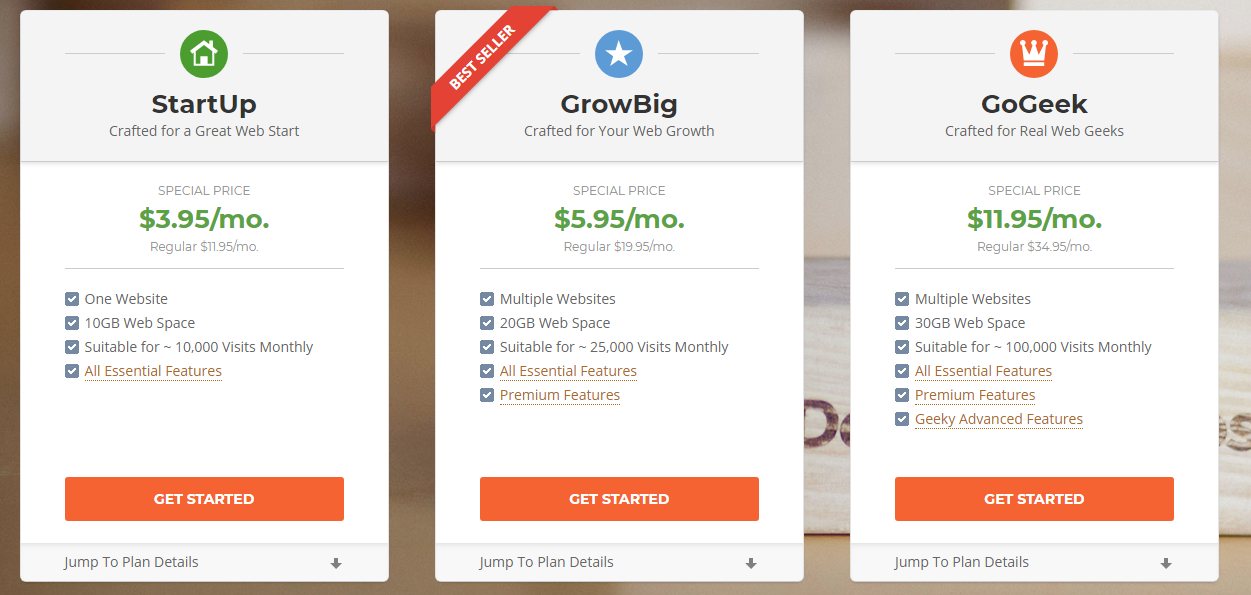 StartUp
Crafted for a Great Web Start
SPECIAL PRICE
$3.95/mo.
Regular $11.95/mo.
One Website
10GB Web Space
Suitable for ~ 10,000 Visits Monthly
All Essential Features
GET STARTED
Jump To Plan Details
BEST SELLER
GrowBig
Crafted for Your Web Growth
SPECIAL PRICE
$5.95/mo.
Regular $19.95/mo.
Multiple Websites
20GB Web Space
Suitable for ~ 25,000 Visits Monthly
All Essential Features
Premium Features
GET STARTED
Jump To Plan Details
GoGeek
Crafted for Real Web Geeks
SPECIAL PRICE
$11.95/mo.
Regular $34.95/mo.
Multiple Websites
30GB Web Space
Suitable for ~ 100,000 Visits Monthly
All Essential Features
Premium Features
Geeky Advanced Features
GET STARTED
Jump To Plan Details